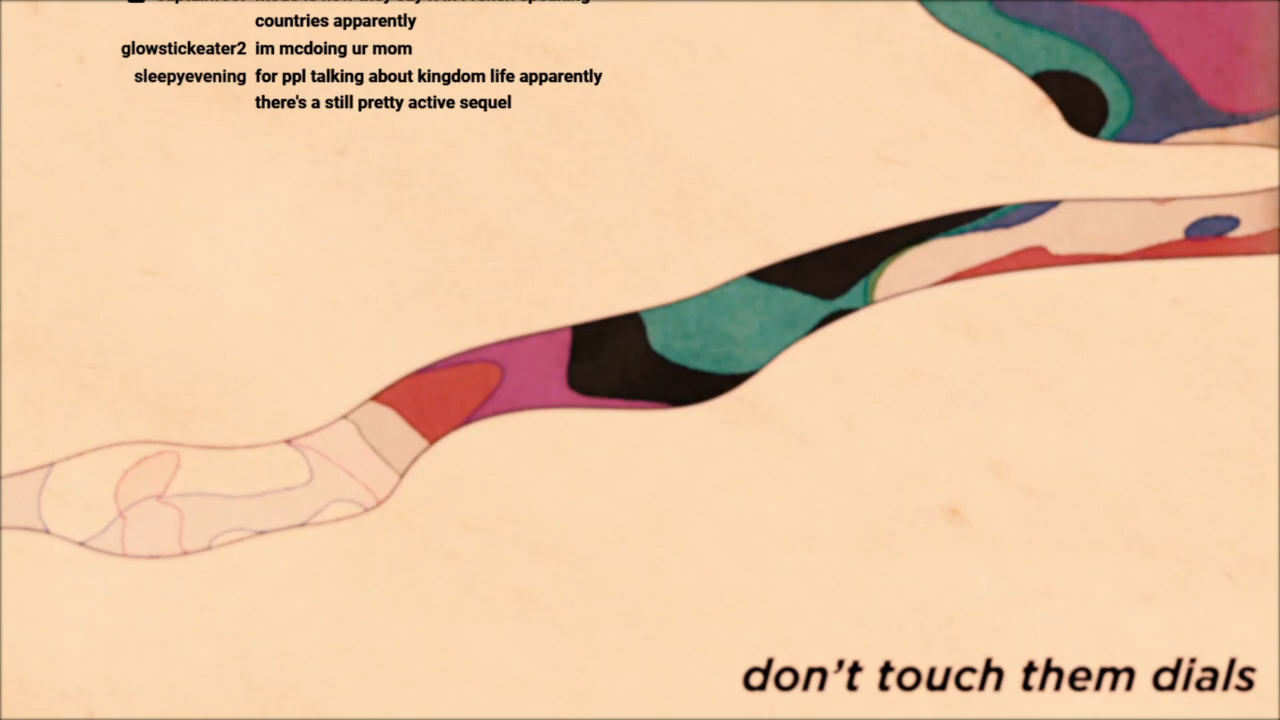 countries apparently
glowstickeater2 im mcdoing ur mom
sleepyevening for ppl talking about kingdom life apparently
there's a still pretty active sequel
don't touch them dials